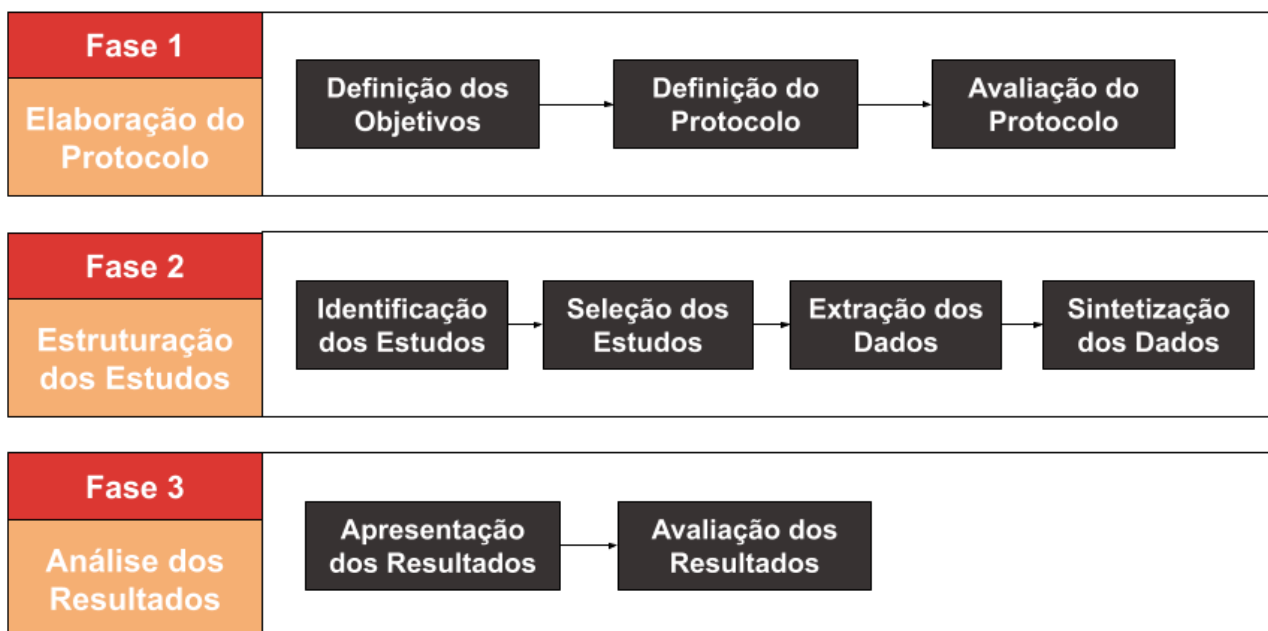 Fase 1
Elaboração do
Protocolo
Definição dos
Objetivos
Definição do
Protocolo
Avaliação do
Protocolo
Fase 2
Estruturação
dos Estudos
Identificação
dos Estudos
Seleção dos
Estudos
Extração dos
Dados
Sintetização
dos Dados
Fase 3
Análise dos
Resultados
Apresentação
dos Resultados
Avaliação dos
Resultados